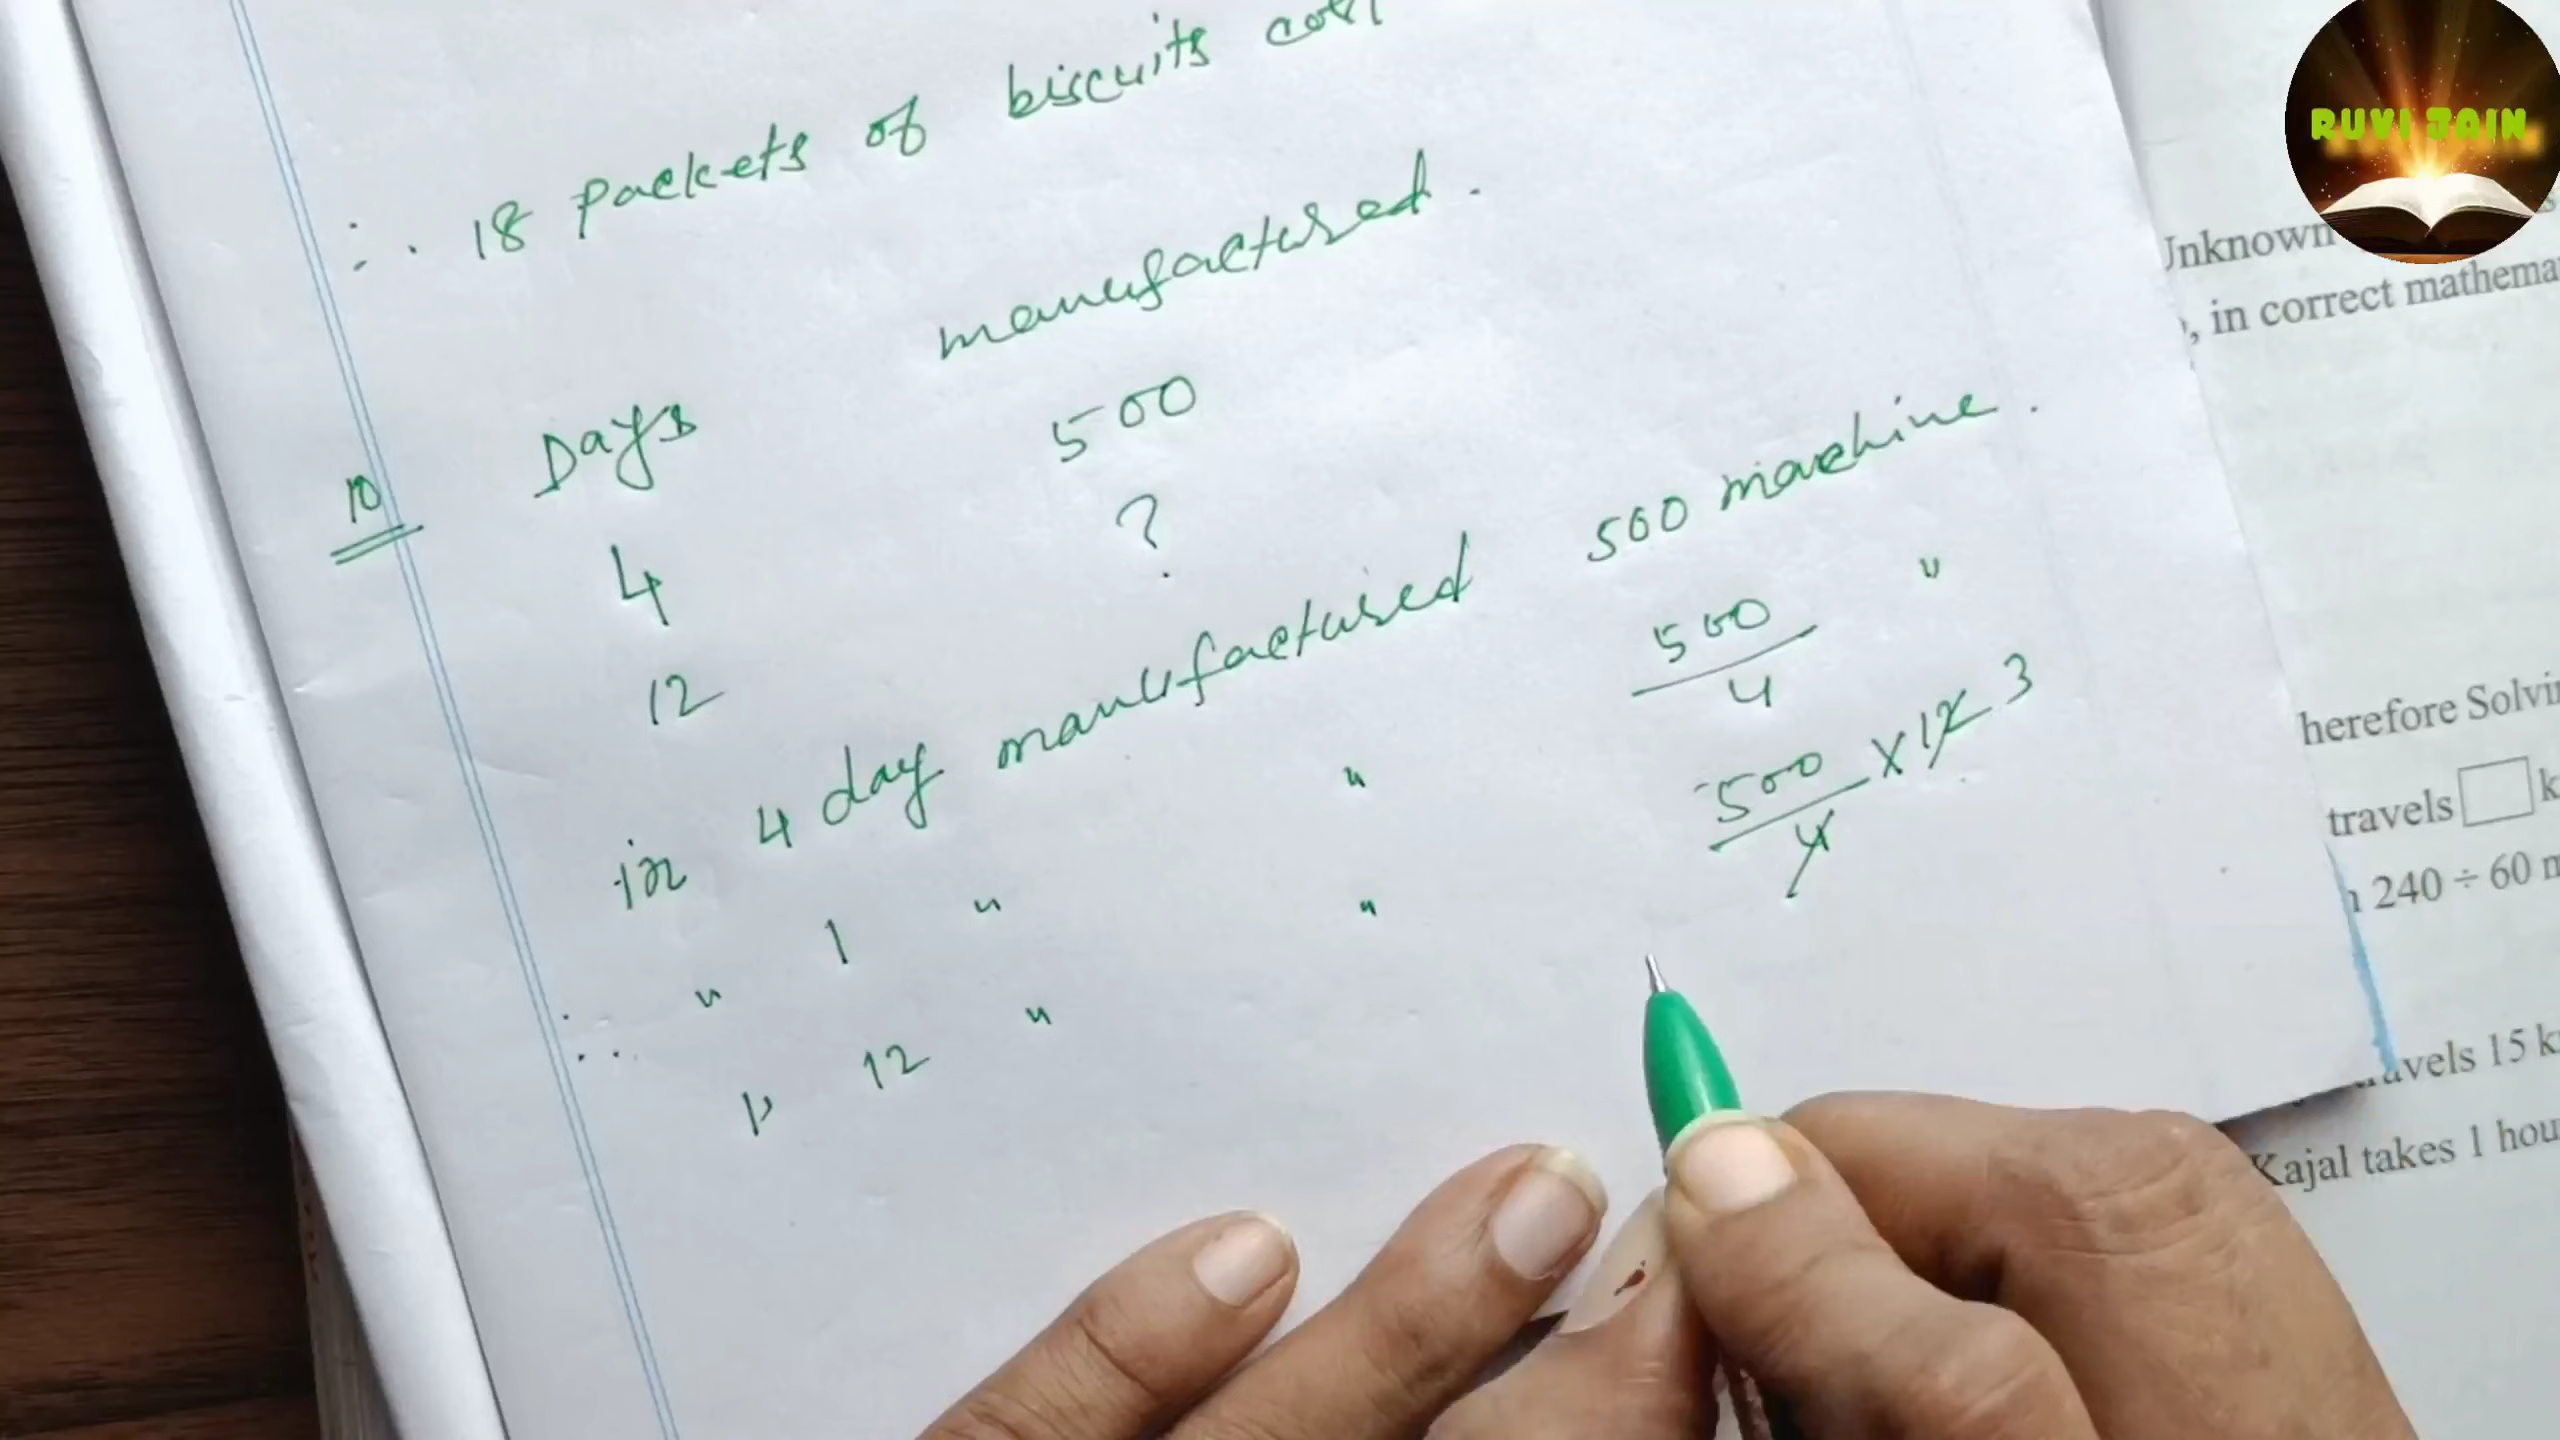 ∴ 18 packets of biscuits cost
10 Days manufactured.
4 500
12 ?
in 4 day manufactured 500 machine.
" 1 " " 500/4 "
∴ " 12 " " 500/4 × 12 3
RUVI JAIN
Unknown
, in correct mathema
herefore Solvi
travels k
240 ÷ 60 m
avels 15 k
Kajal takes 1 hou